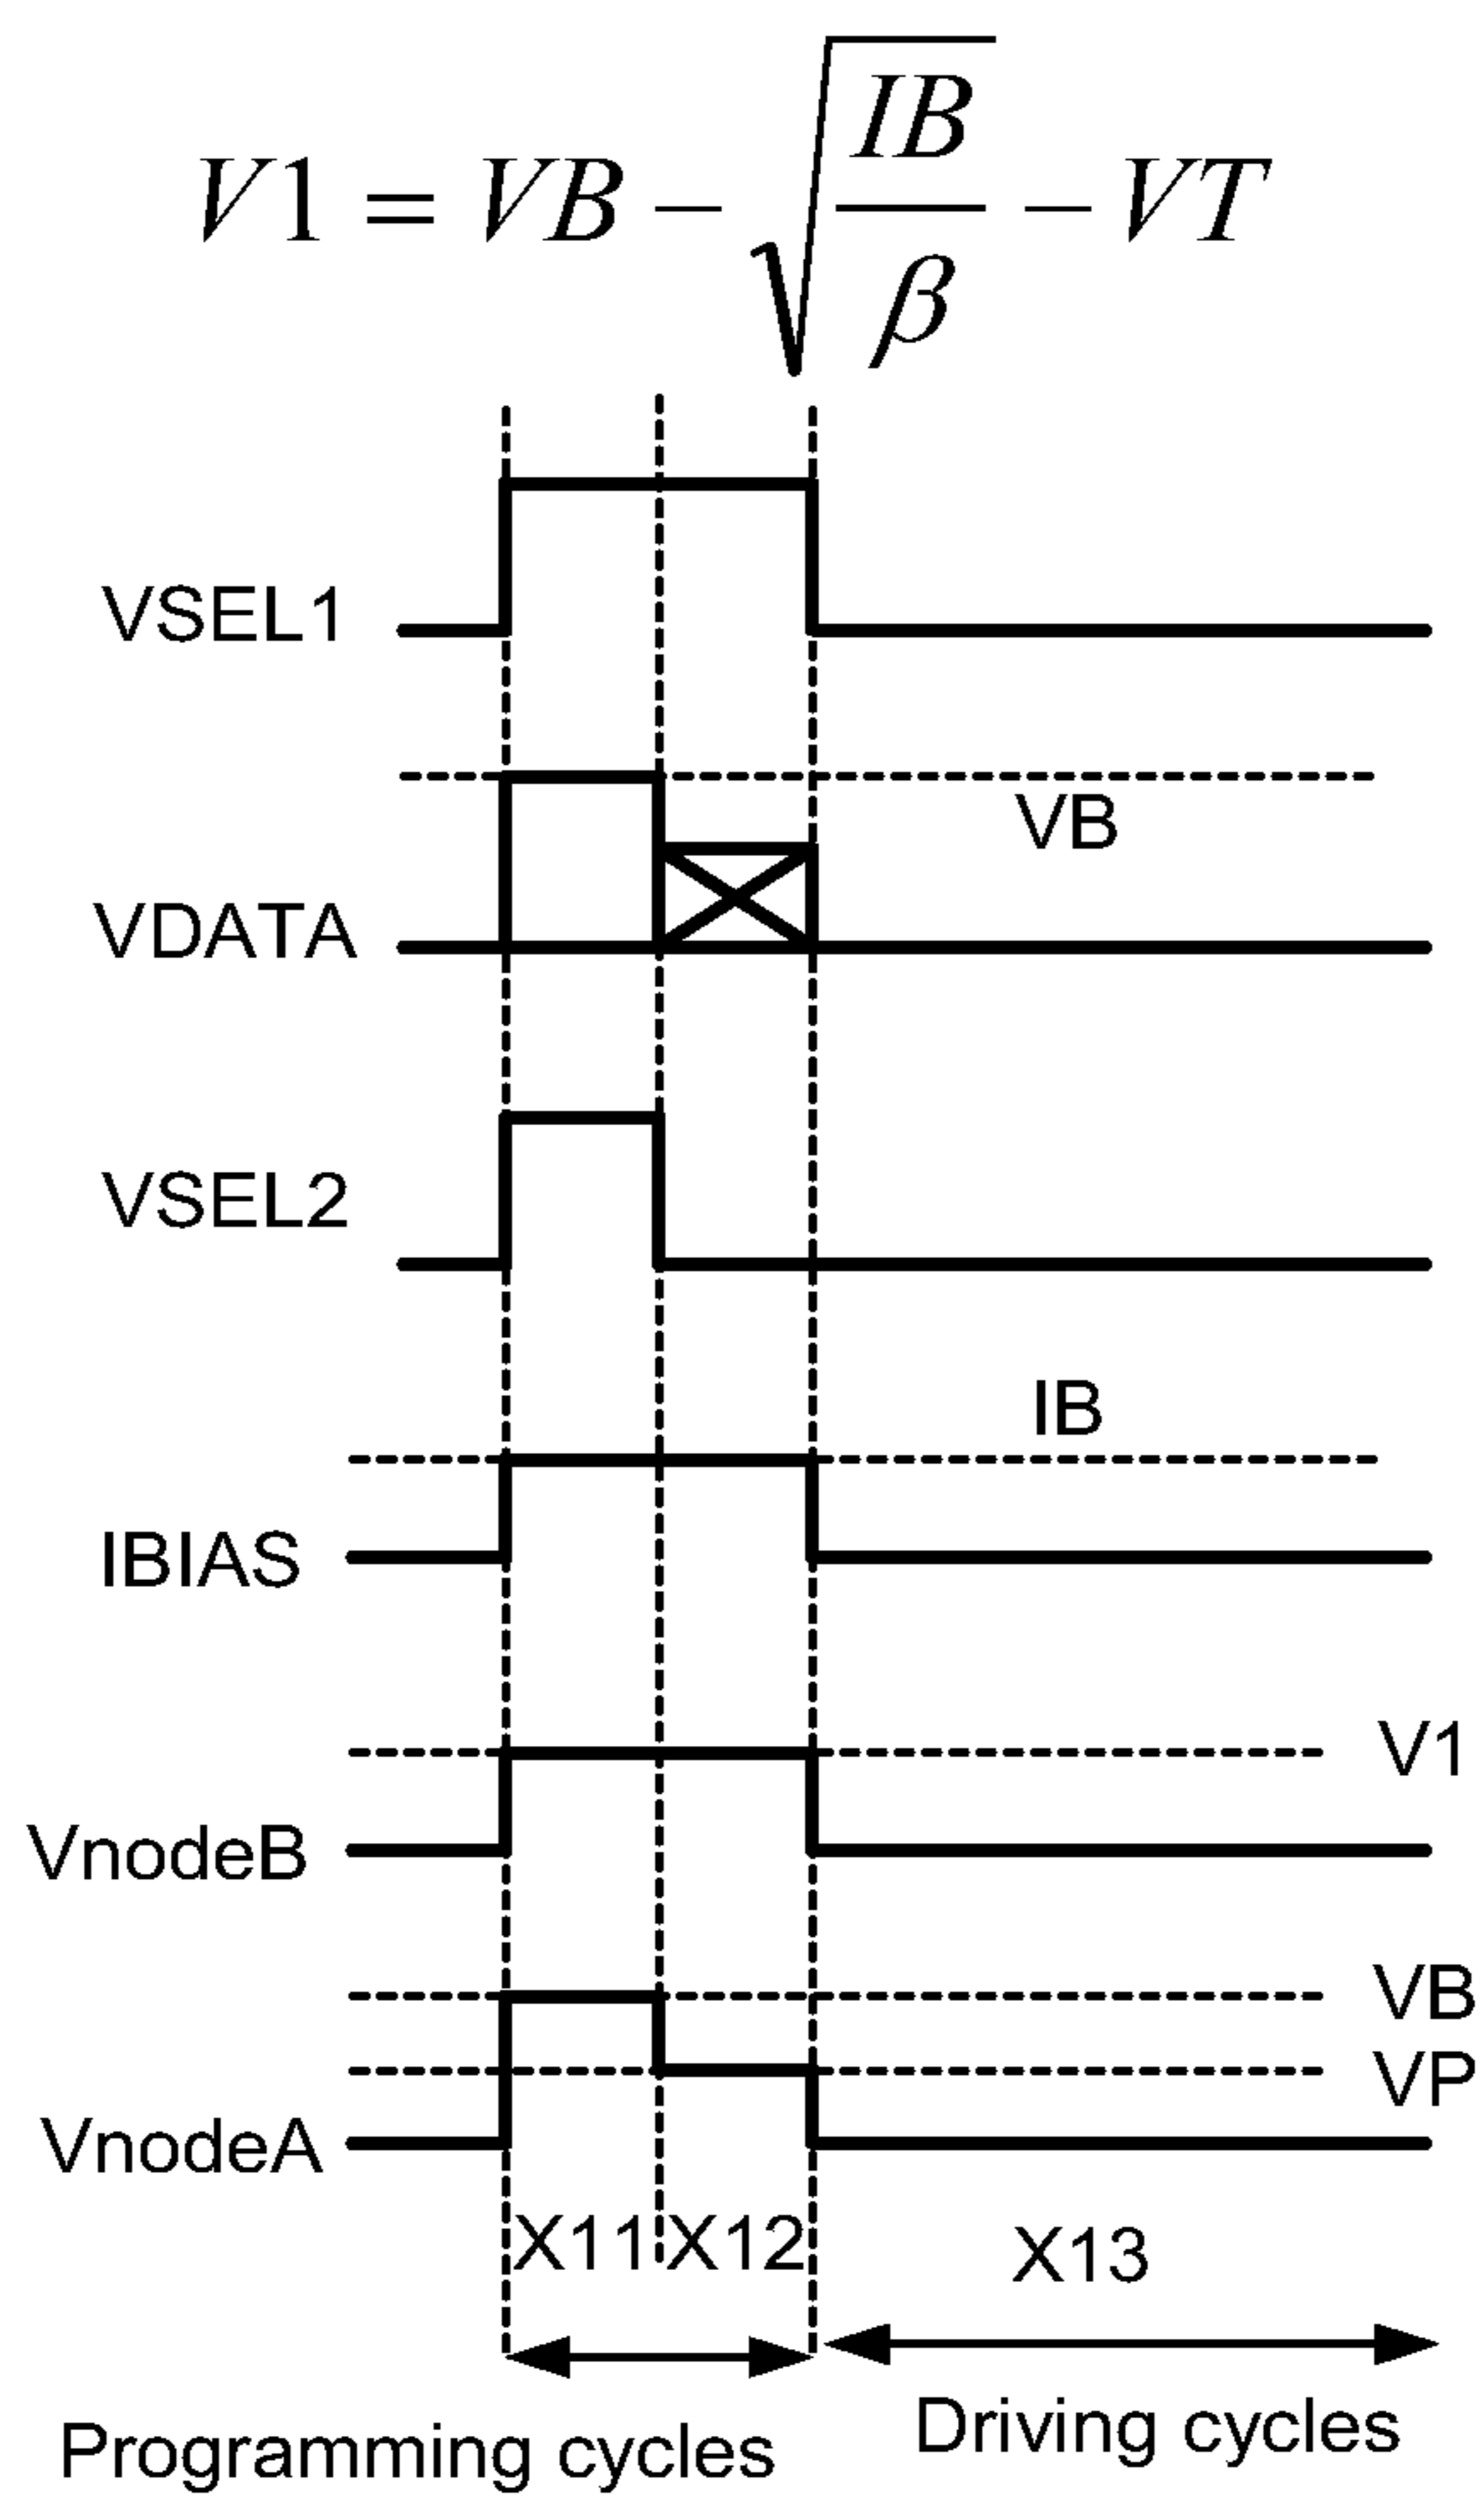 V1 = VB − √(IB/β) − VT
VSEL1
VB
VDATA
VSEL2
IB
IBIAS
V1
VnodeB
VB
VP
VnodeA
X11 X12 X13
Programming cycles
Driving cycles